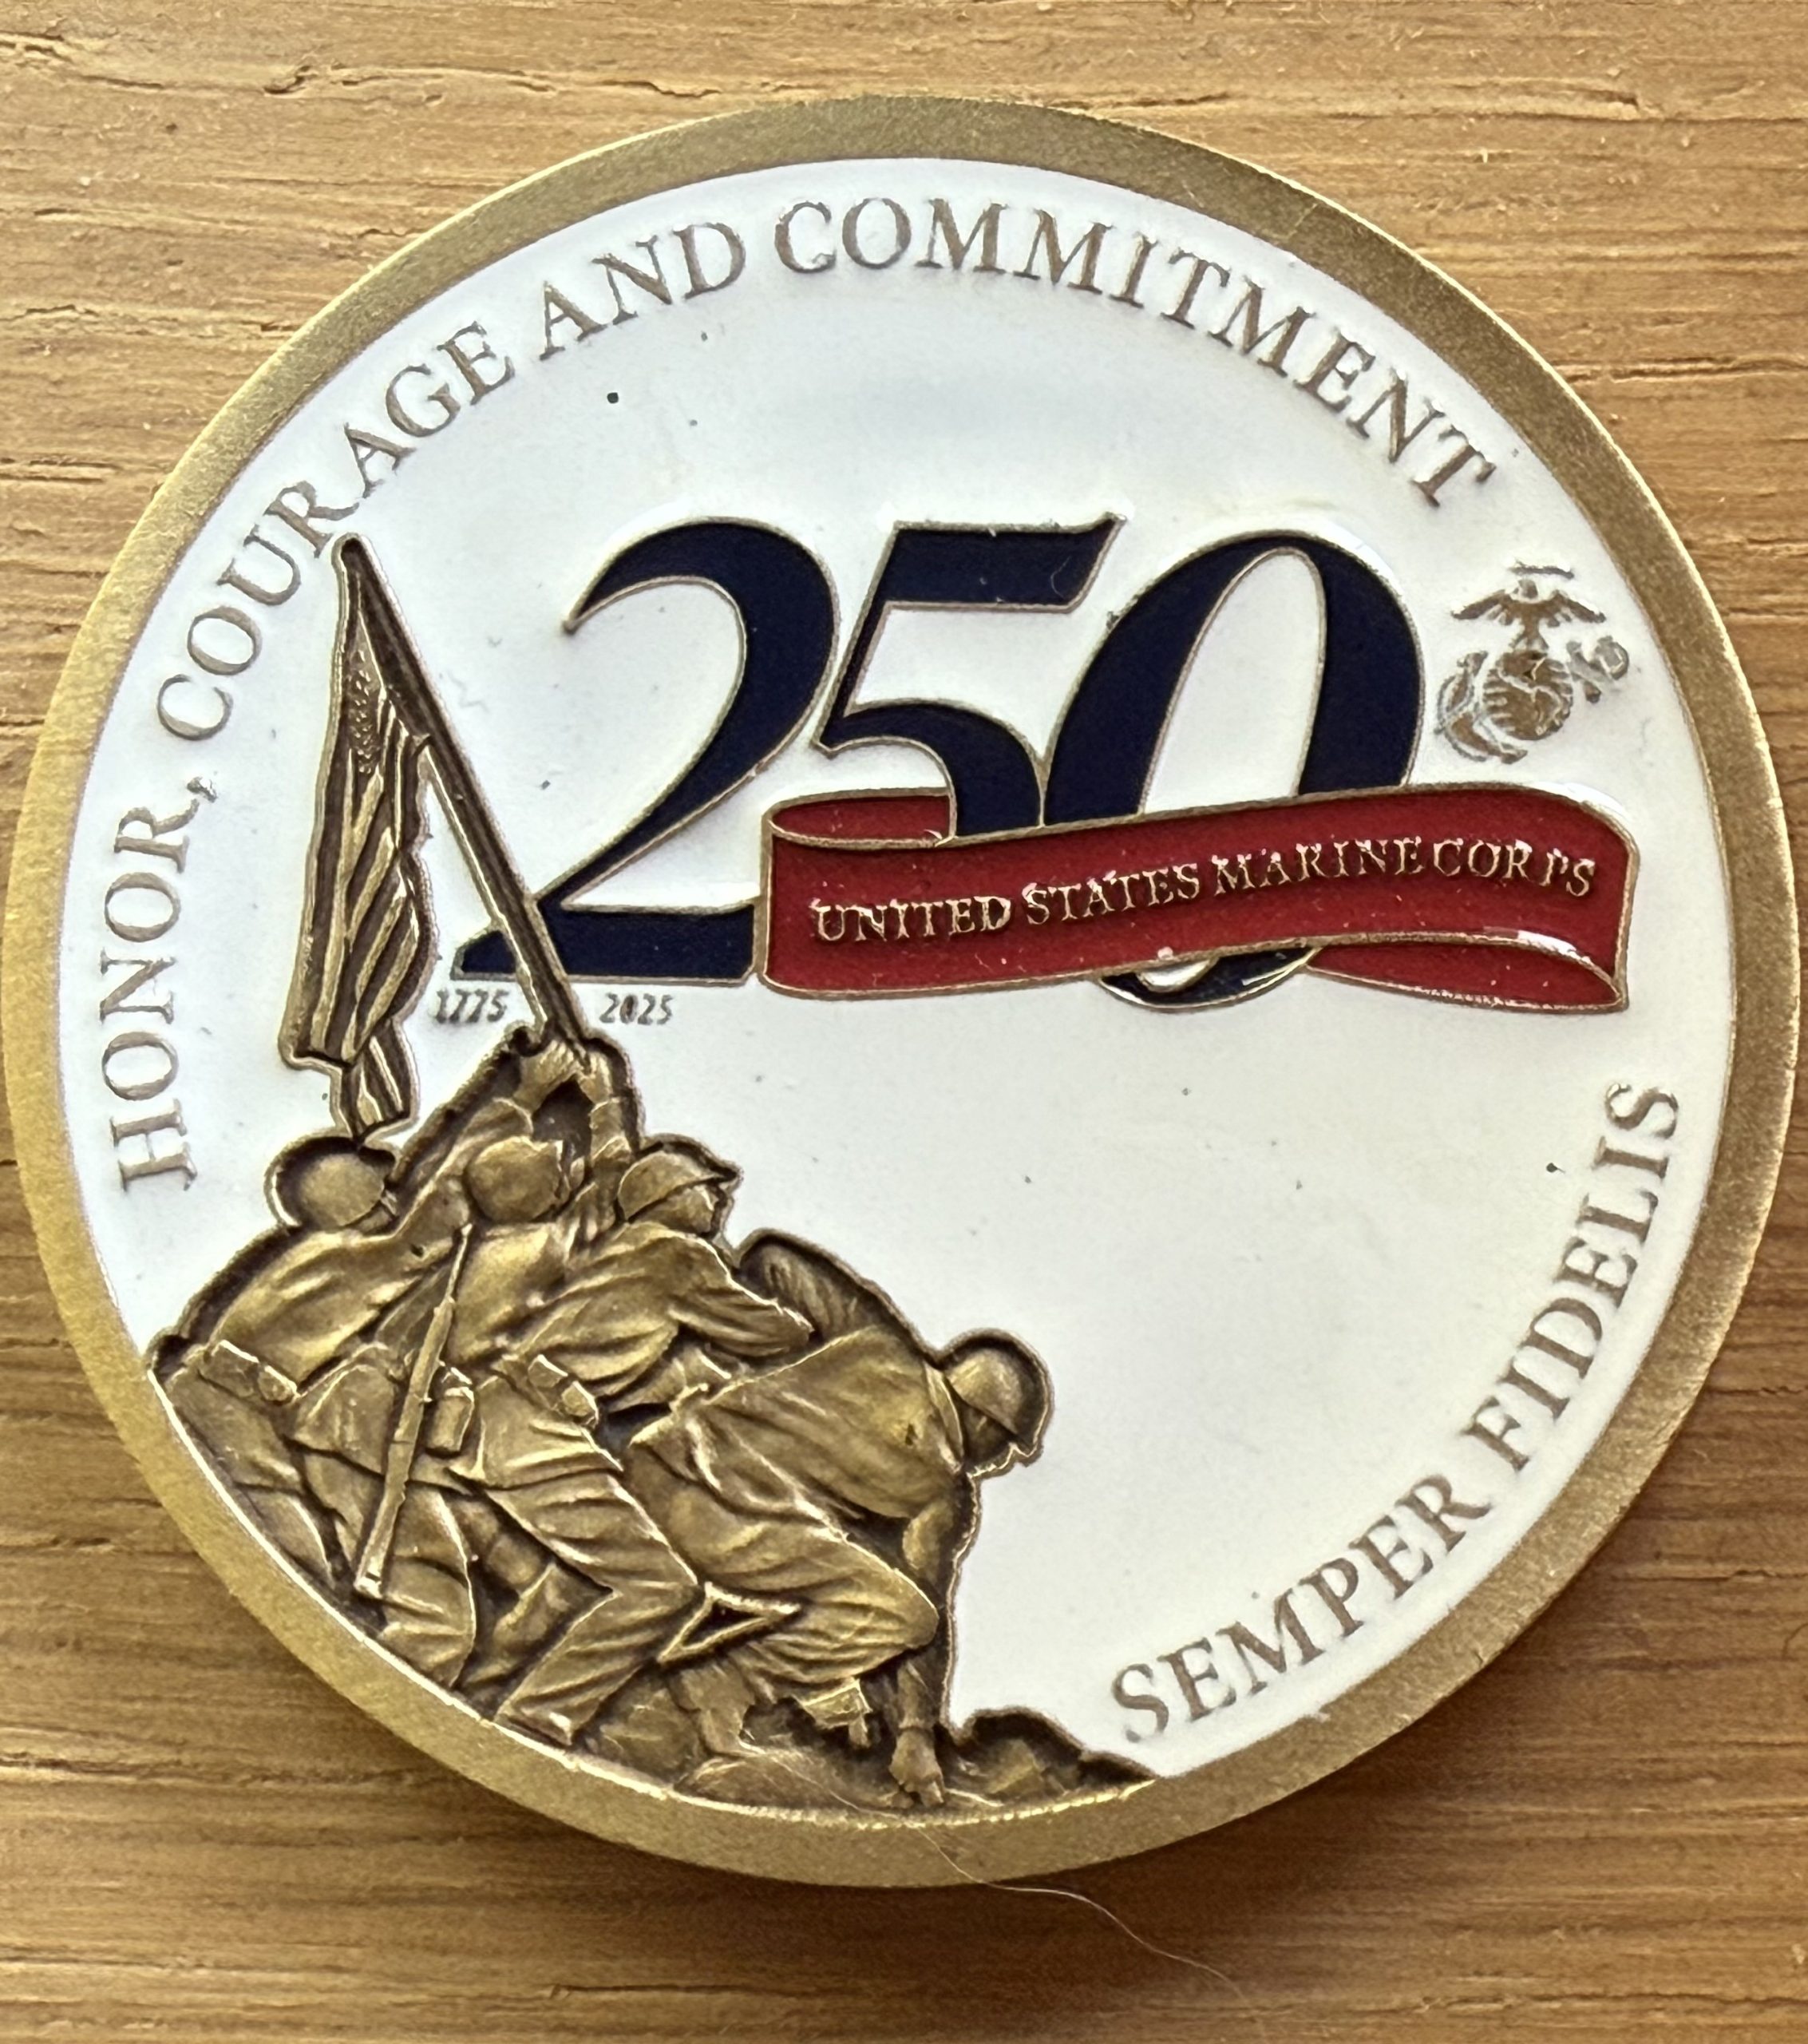 HONOR, COURAGE AND COMMITMENT
250
UNITED STATES MARINE CORPS
1775 2025
SEMPER FIDELIS